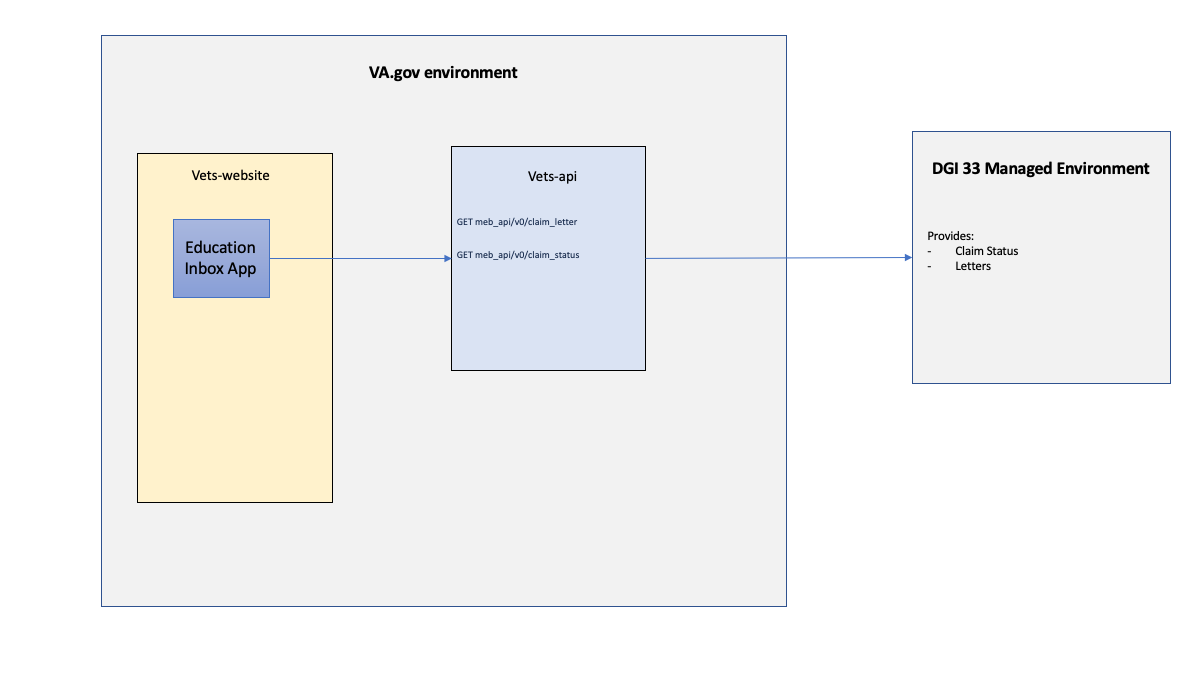 VA.gov environment
Vets-website
Education
Inbox App
Vets-api
GET meb_api/v0/claim_letter
GET meb_api/v0/claim_status
DGI 33 Managed Environment
Provides:
- Claim Status
- Letters